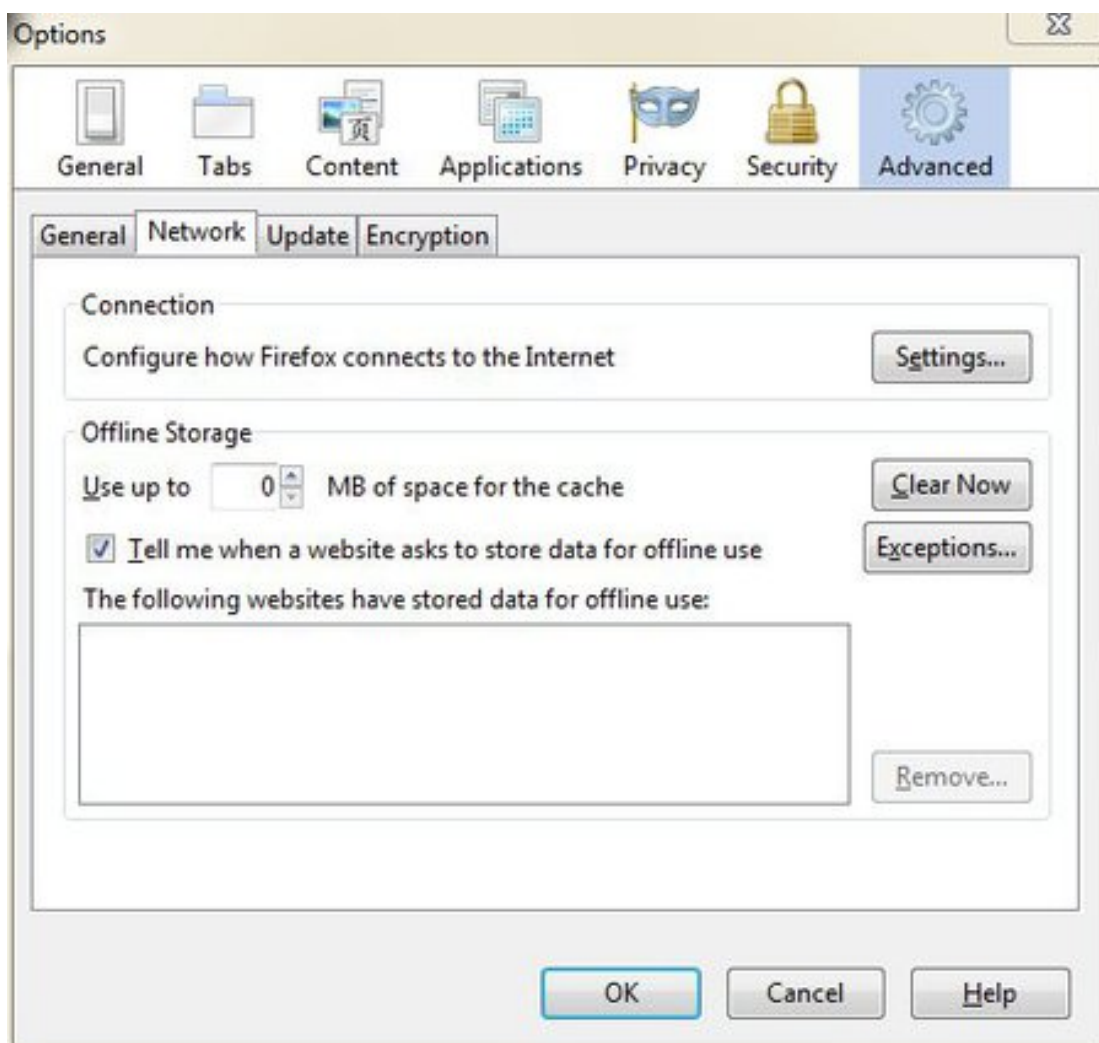 Options
General Tabs Content Applications Privacy Security Advanced
General Network Update Encryption
Connection
Configure how Firefox connects to the Internet Settings...
Offline Storage
Use up to 0 MB of space for the cache Clear Now
Tell me when a website asks to store data for offline use Exceptions...
The following websites have stored data for offline use:
Remove...
OK Cancel Help
页